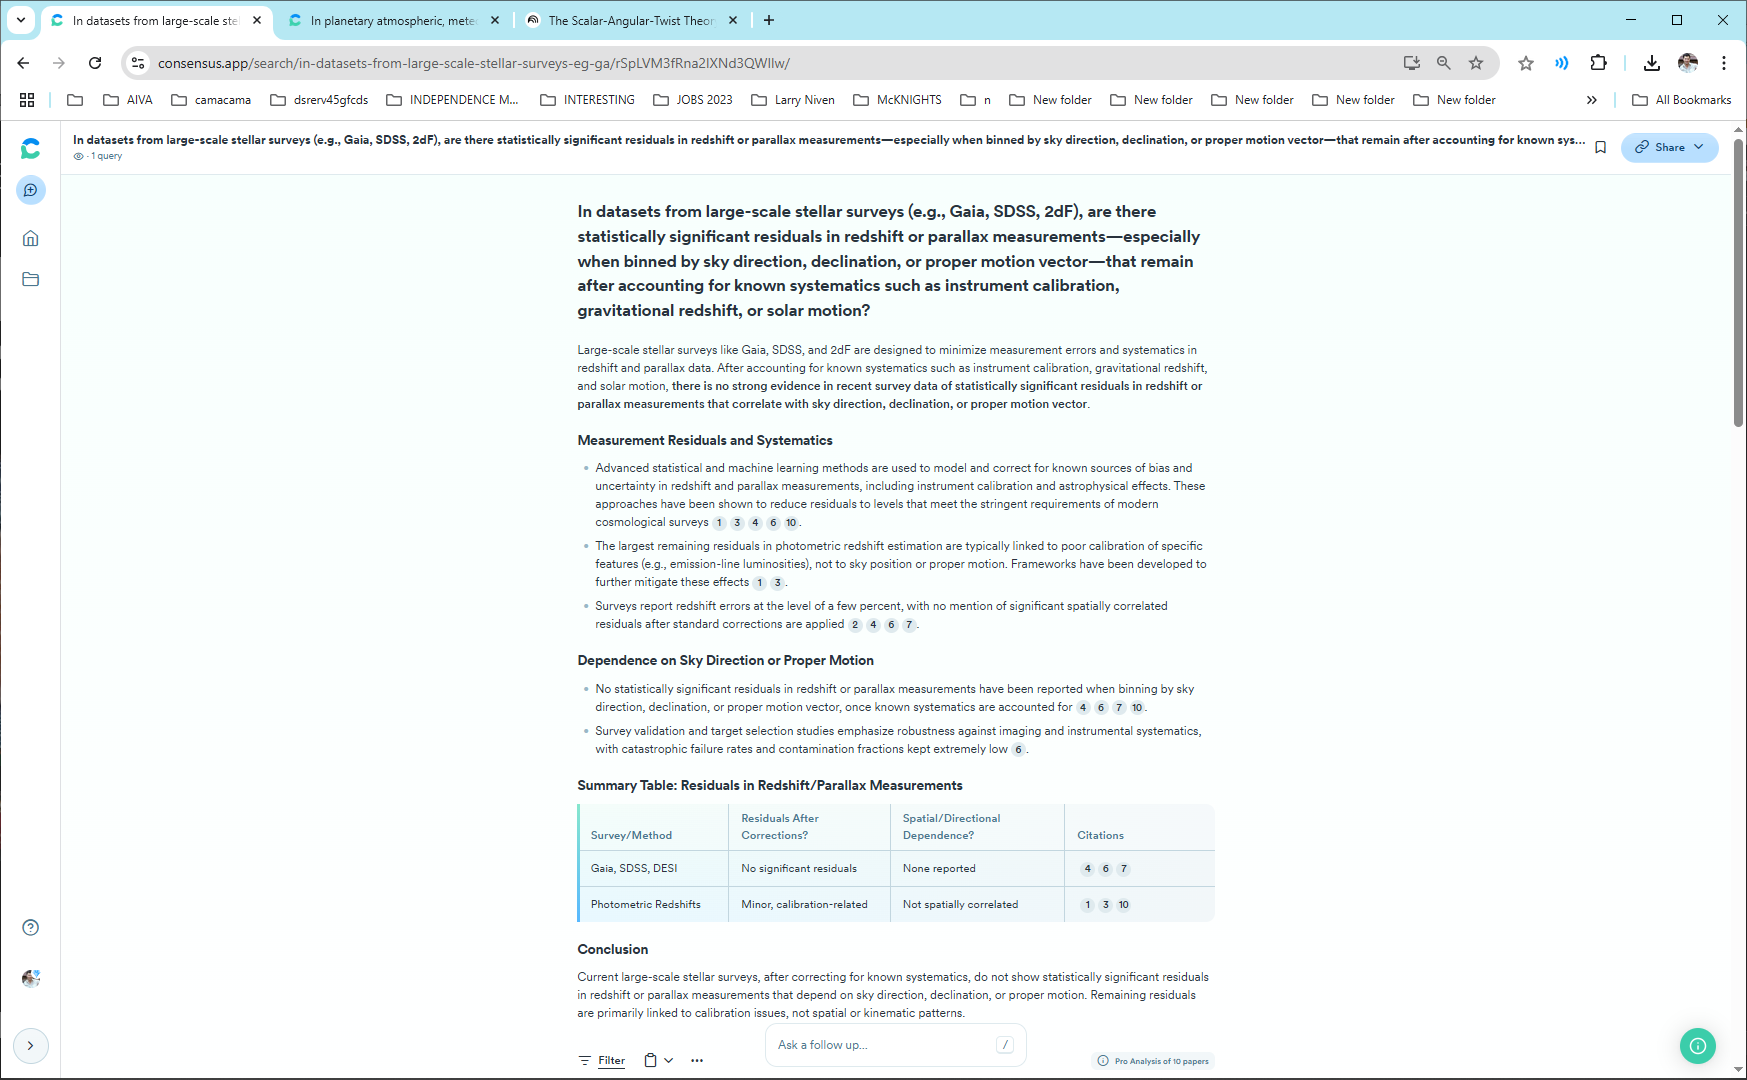 In datasets from large-scale ste
In planetary atmospheric, mete
The Scalar-Angular-Twist Theor
consensus.app/search/in-datasets-from-large-scale-stellar-surveys-eg-ga/rSpLVM3fRna2IXNd3QWIIw/
AIVA
camacama
dsrerv45gfcds
INDEPENDENCE M...
INTERESTING
JOBS 2023
Larry Niven
McKNIGHTS
n
New folder
New folder
New folder
New folder
New folder
All Bookmarks
In datasets from large-scale stellar surveys (e.g., Gaia, SDSS, 2dF), are there statistically significant residuals in redshift or parallax measurements—especially when binned by sky direction, declination, or proper motion vector—that remain after accounting for known sys...
· 1 query
Share
In datasets from large-scale stellar surveys (e.g., Gaia, SDSS, 2dF), are there
statistically significant residuals in redshift or parallax measurements—especially
when binned by sky direction, declination, or proper motion vector—that remain
after accounting for known systematics such as instrument calibration,
gravitational redshift, or solar motion?
Large-scale stellar surveys like Gaia, SDSS, and 2dF are designed to minimize measurement errors and systematics in
redshift and parallax data. After accounting for known systematics such as instrument calibration, gravitational redshift,
and solar motion, there is no strong evidence in recent survey data of statistically significant residuals in redshift or
parallax measurements that correlate with sky direction, declination, or proper motion vector.
Measurement Residuals and Systematics
• Advanced statistical and machine learning methods are used to model and correct for known sources of bias and
uncertainty in redshift and parallax measurements, including instrument calibration and astrophysical effects. These
approaches have been shown to reduce residuals to levels that meet the stringent requirements of modern
cosmological surveys 1 3 4 6 10.
• The largest remaining residuals in photometric redshift estimation are typically linked to poor calibration of specific
features (e.g., emission-line luminosities), not to sky position or proper motion. Frameworks have been developed to
further mitigate these effects 1 3.
• Surveys report redshift errors at the level of a few percent, with no mention of significant spatially correlated
residuals after standard corrections are applied 2 4 6 7.
Dependence on Sky Direction or Proper Motion
• No statistically significant residuals in redshift or parallax measurements have been reported when binning by sky
direction, declination, or proper motion vector, once known systematics are accounted for 4 6 7 10.
• Survey validation and target selection studies emphasize robustness against imaging and instrumental systematics,
with catastrophic failure rates and contamination fractions kept extremely low 6.
Summary Table: Residuals in Redshift/Parallax Measurements
Survey/Method
Residuals After
Corrections?
Spatial/Directional
Dependence?
Citations
Gaia, SDSS, DESI
No significant residuals
None reported
4 6 7
Photometric Redshifts
Minor, calibration-related
Not spatially correlated
1 3 10
Conclusion
Current large-scale stellar surveys, after correcting for known systematics, do not show statistically significant residuals
in redshift or parallax measurements that depend on sky direction, declination, or proper motion. Remaining residuals
are primarily linked to calibration issues, not spatial or kinematic patterns.
Ask a follow up...
/
Filter
Pro Analysis of 10 papers